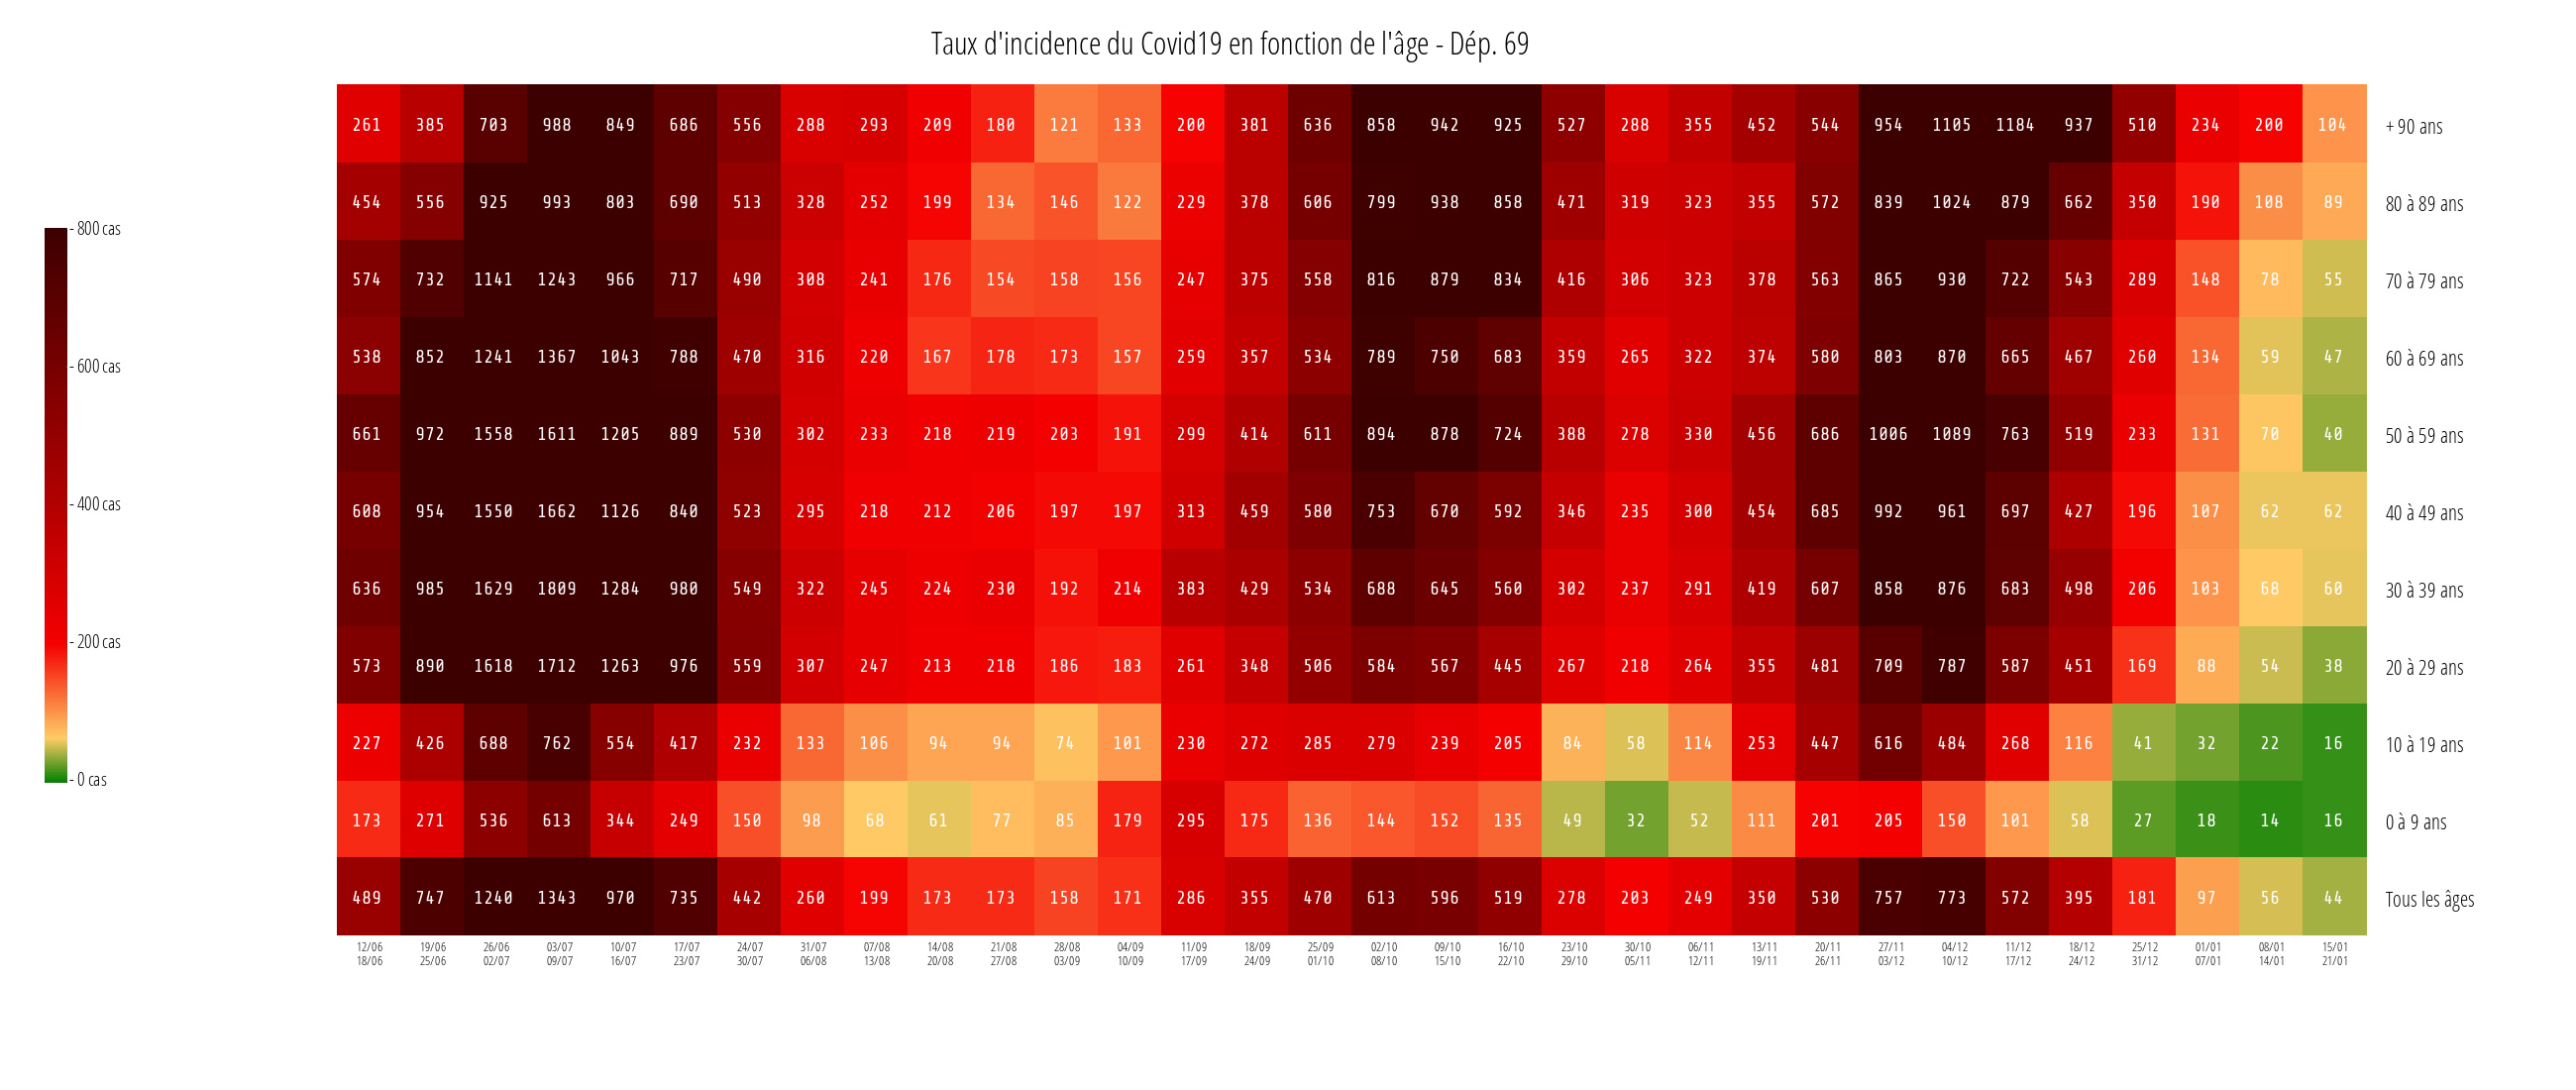 Taux d'incidence du Covid19 en fonction de l'âge - Dép. 69
- 800 cas
- 600 cas
- 400 cas
- 200 cas
- 0 cas
261 385 703 988 849 686 556 288 293 209 180 121 133 200 381 636 858 942 925 527 288 355 452 544 954 1105 1184 937 510 234 200 104 + 90 ans
454 556 925 993 803 690 513 328 252 199 134 146 122 229 378 606 799 938 858 471 319 323 355 572 839 1024 879 662 350 190 108 89 80 à 89 ans
574 732 1141 1243 966 717 490 308 241 176 154 158 156 247 375 558 816 879 834 416 306 323 378 563 865 930 722 543 289 148 78 55 70 à 79 ans
538 852 1241 1367 1043 788 470 316 220 167 178 173 157 259 357 534 789 750 683 359 265 322 374 580 803 870 665 467 260 134 59 47 60 à 69 ans
661 972 1558 1611 1205 889 530 302 233 218 219 203 191 299 414 611 894 878 724 388 278 330 456 686 1006 1089 763 519 233 131 70 40 50 à 59 ans
608 954 1550 1662 1126 840 523 295 218 212 206 197 197 313 459 580 753 670 592 346 235 300 454 685 992 961 697 427 196 107 62 62 40 à 49 ans
636 985 1629 1809 1284 980 549 322 245 224 230 192 214 383 429 534 688 645 560 302 237 291 419 607 858 876 683 498 206 103 68 60 30 à 39 ans
573 890 1618 1712 1263 976 559 307 247 213 218 186 183 261 348 506 584 567 445 267 218 264 355 481 709 787 587 451 169 88 54 38 20 à 29 ans
227 426 688 762 554 417 232 133 106 94 94 74 101 230 272 285 279 239 205 84 58 114 253 447 616 484 268 116 41 32 22 16 10 à 19 ans
173 271 536 613 344 249 150 98 68 61 77 85 179 295 175 136 144 152 135 49 32 52 111 201 205 150 101 58 27 18 14 16 0 à 9 ans
489 747 1240 1343 970 735 442 260 199 173 173 158 171 286 355 470 613 596 519 278 203 249 350 530 757 773 572 395 181 97 56 44 Tous les âges
12/06 19/06 26/06 03/07 10/07 17/07 24/07 31/07 07/08 14/08 21/08 28/08 04/09 11/09 18/09 25/09 02/10 09/10 16/10 23/10 30/10 06/11 13/11 20/11 27/11 04/12 11/12 18/12 25/12 01/01 08/01 15/01
18/06 25/06 02/07 09/07 16/07 23/07 30/07 06/08 13/08 20/08 27/08 03/09 10/09 17/09 24/09 01/10 08/10 15/10 22/10 29/10 05/11 12/11 19/11 26/11 03/12 10/12 17/12 24/12 31/12 07/01 14/01 21/01